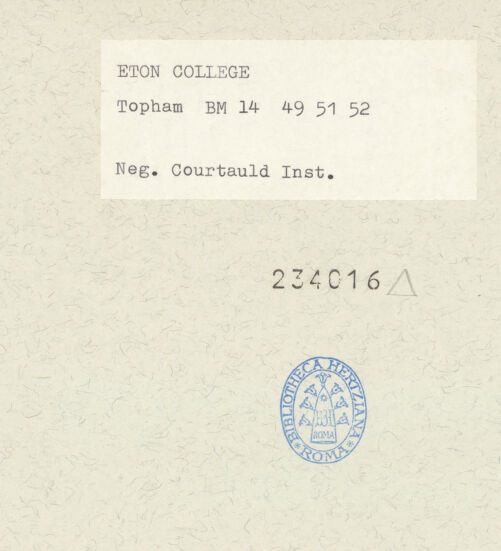 ETON COLLEGE
Topham BM 14 49 51 52
Neg. Courtauld Inst.
234016
BIBLIOTHECA HERTZIANA
BH
ROMA
* ROMA *